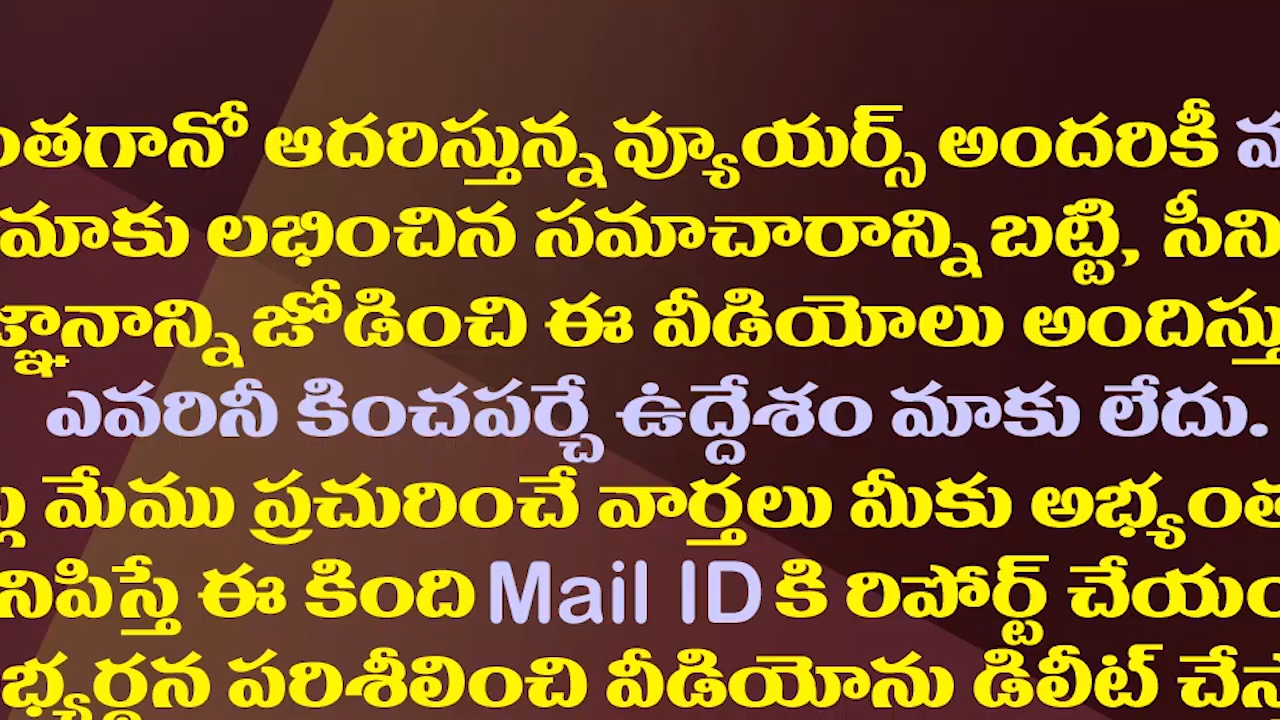 ఆదరిస్తున్న వ్యూయర్స్ అందరికీ
మాకు లభించిన సమాచారాన్ని బట్టి,
జోడించి ఈ వీడియోలు
ఎవరినీ కించపర్చే ఉద్దేశం మాకు లేదు.
మేము ప్రచురించే వార్తలు మీకు
ఈ కింది Mail ID కి రిపోర్ట్
పరిశీలించి వీడియోను డిలీట్